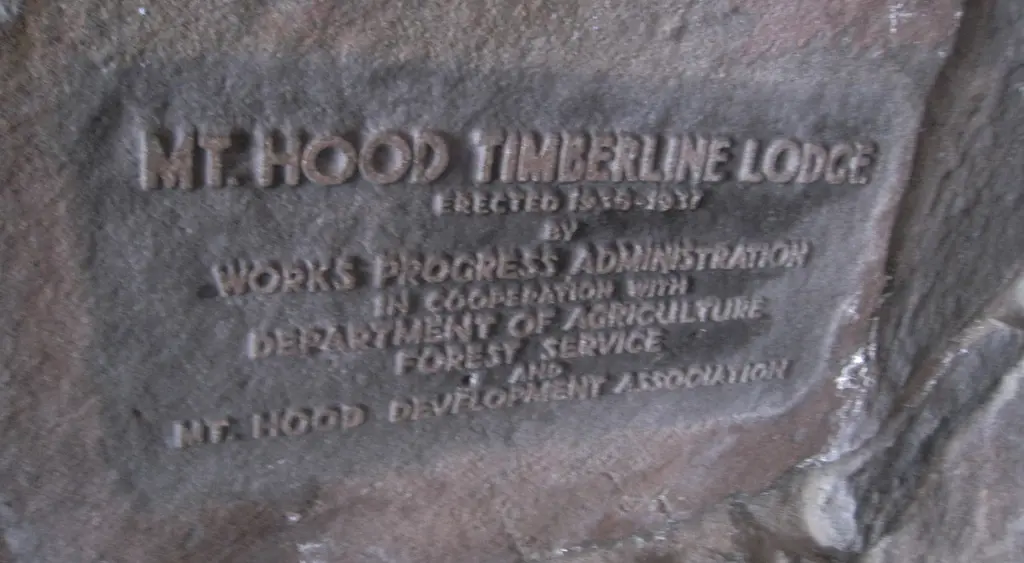 MT. HOOD TIMBERLINE LODGE
ERECTED 1936-1937
BY
WORKS PROGRESS ADMINISTRATION
IN COOPERATION WITH
DEPARTMENT OF AGRICULTURE
FOREST SERVICE
AND
MT. HOOD DEVELOPMENT ASSOCIATION